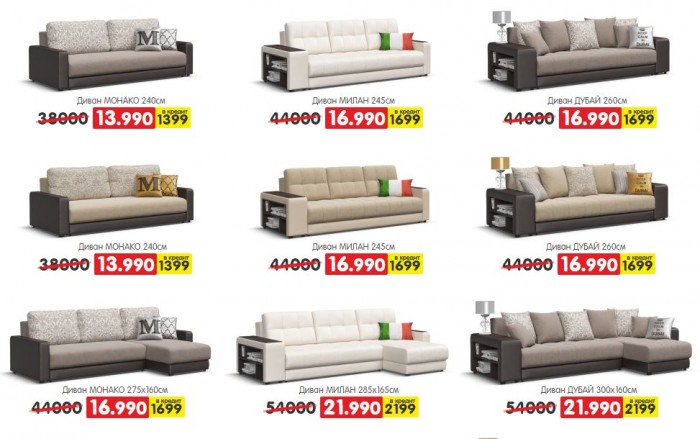 Диван МОНАКО 240см
38000 13.990 в кредит 1399
Диван МИЛАН 245см
44000 16.990 в кредит 1699
Диван ДУБАЙ 260см
44000 16.990 в кредит 1699
Диван МОНАКО 240см
38000 13.990 в кредит 1399
Диван МИЛАН 245см
44000 16.990 в кредит 1699
Диван ДУБАЙ 260см
44000 16.990 в кредит 1699
Диван МОНАКО 275х160см
44000 16.990 в кредит 1699
Диван МИЛАН 285х165см
54000 21.990 в кредит 2199
Диван ДУБАЙ 300х160см
54000 21.990 в кредит 2199